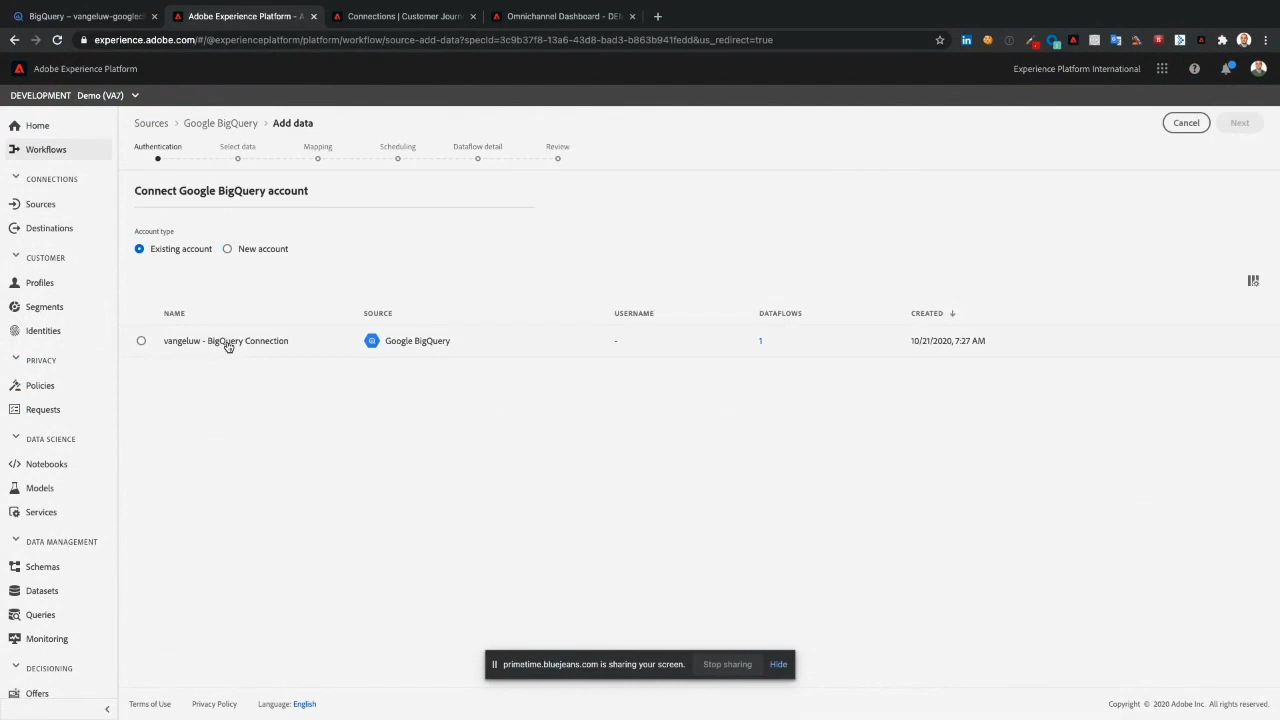 BigQuery – vangeluw-googlecl
Adobe Experience Platform - A
Connections | Customer Journ
Omnichannel Dashboard - DEM
experience.adobe.com/#/@experienceplatform/platform/workflow/source-add-data?specId=3c9b37f8-13a6-43d8-bad3-b863b941fedd&us_redirect=true
Adobe Experience Platform
Experience Platform International
DEVELOPMENT Demo (VA7)
Home
Workflows
CONNECTIONS
Sources
Destinations
CUSTOMER
Profiles
Segments
Identities
PRIVACY
Policies
Requests
DATA SCIENCE
Notebooks
Models
Services
DATA MANAGEMENT
Schemas
Datasets
Queries
Monitoring
DECISIONING
Offers
Sources > Google BigQuery > Add data
Cancel
Next
Authentication Select data Mapping Scheduling Dataflow detail Review
Connect Google BigQuery account
Account type
Existing account New account
NAME SOURCE USERNAME DATAFLOWS CREATED
vangeluw - BigQuery Connection Google BigQuery - 1 10/21/2020, 7:27 AM
primetime.bluejeans.com is sharing your screen. Stop sharing Hide
Terms of Use Privacy Policy Language: English Copyright © 2020 Adobe Inc. All rights reserved.